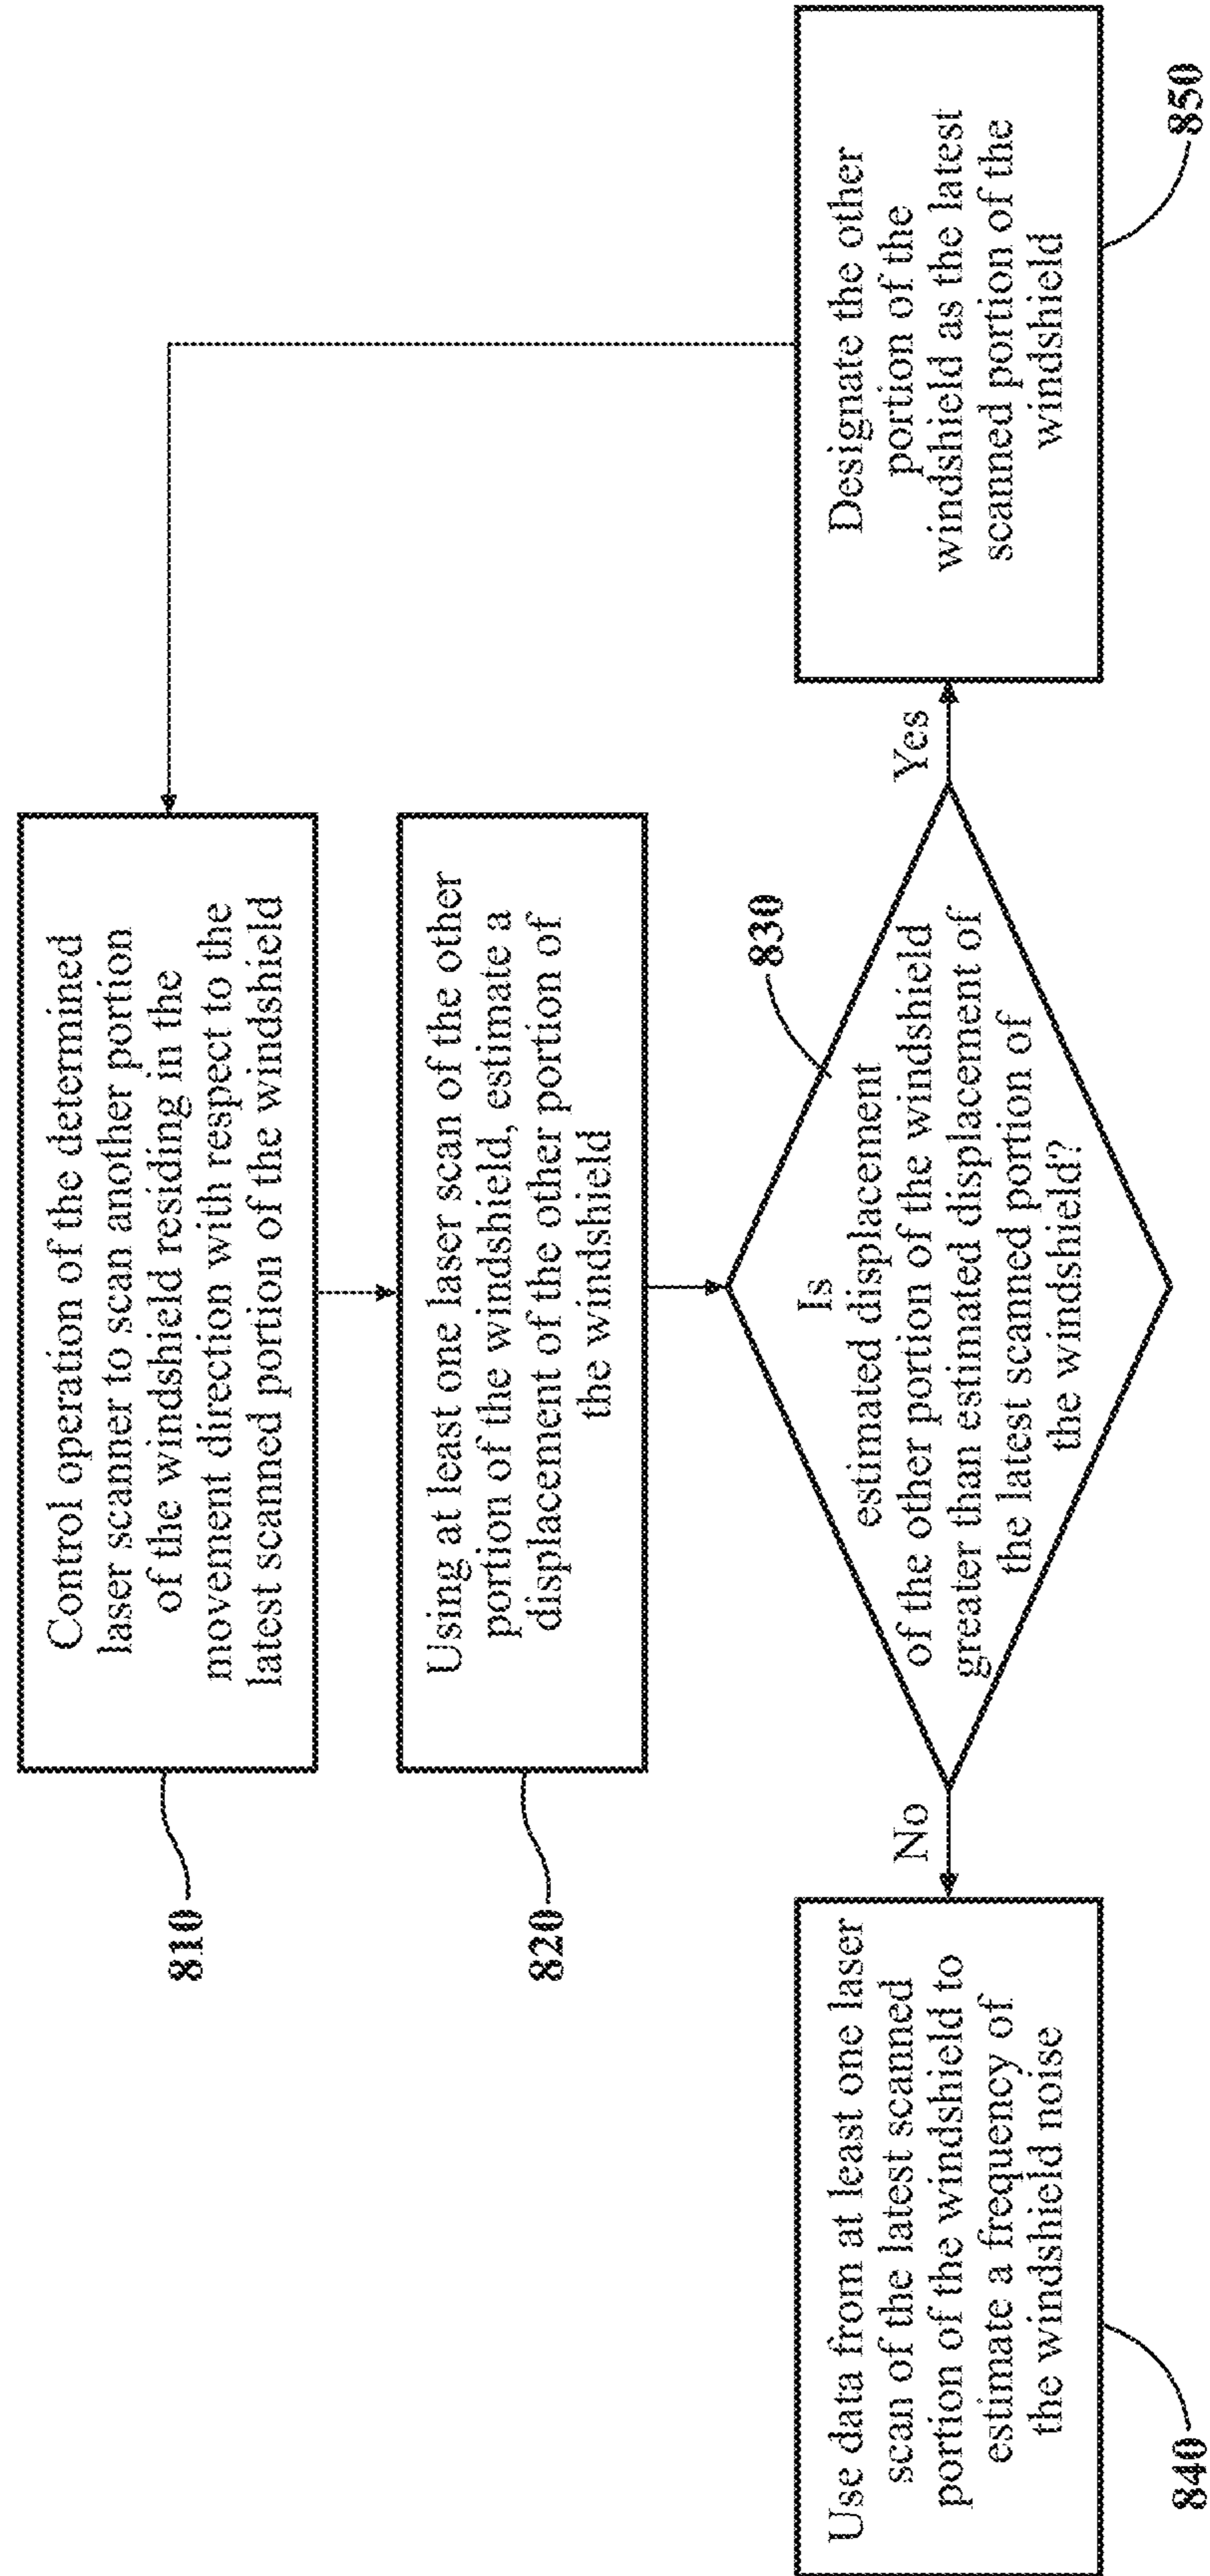 Control operation of the determined
laser scanner to scan another portion
of the windshield residing in the
movement direction with respect to the
latest scanned portion of the windshield
810
Using at least one laser scan of the other
portion of the windshield, estimate a
displacement of the other portion of
the windshield
820
Is
estimated displacement
of the other portion of the windshield
greater than estimated displacement of
the latest scanned portion of
the windshield?
830
No
Yes
Use data from at least one laser
scan of the latest scanned
portion of the windshield to
estimate a frequency of
the windshield noise
840
Designate the other
portion of the
windshield as the latest
scanned portion of the
windshield
850